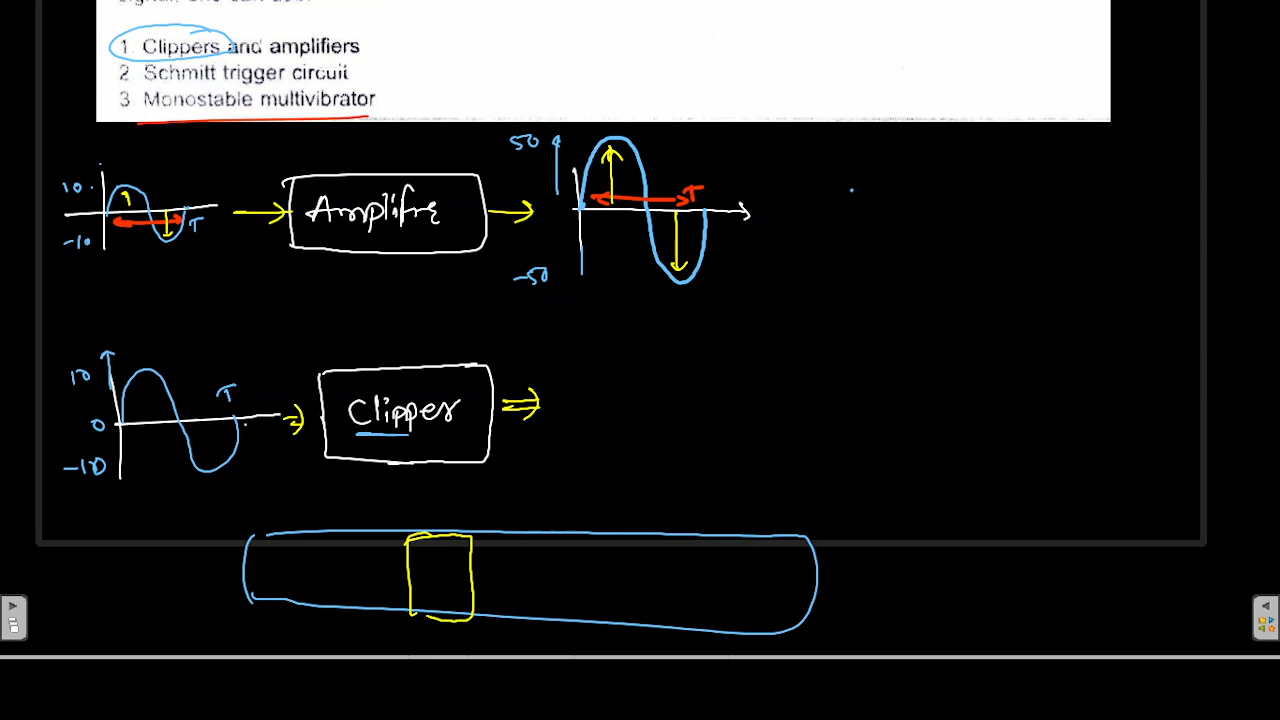 1 Clippers and amplifiers
2 Schmitt trigger circuit
3 Monostable multivibrator
50
10
T
-10
Amplifre
T
-50
10
T
0
-10
Clipper